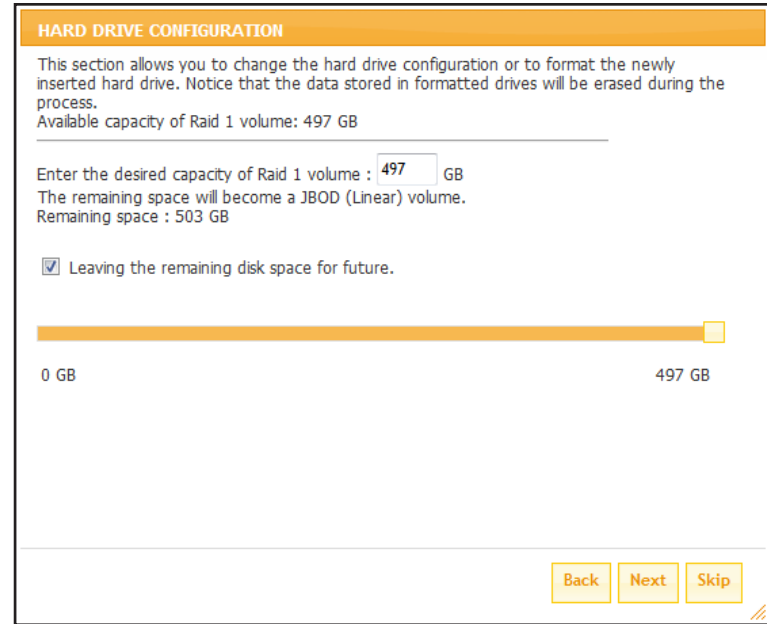 HARD DRIVE CONFIGURATION
This section allows you to change the hard drive configuration or to format the newly
inserted hard drive. Notice that the data stored in formatted drives will be erased during the
process.
Available capacity of Raid 1 volume: 497 GB
Enter the desired capacity of Raid 1 volume : 497 GB
The remaining space will become a JBOD (Linear) volume.
Remaining space : 503 GB
Leaving the remaining disk space for future.
0 GB 497 GB
Back Next Skip